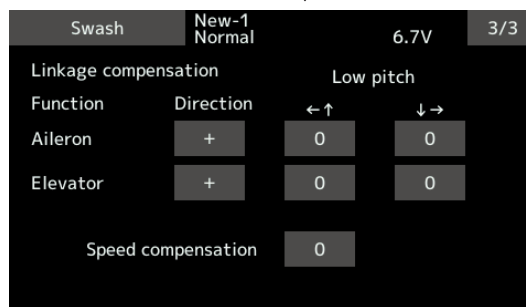 Swash New-1 Normal 6.7V 3/3
Linkage compensation Low pitch
Function Direction ←↑ ↓→
Aileron + 0 0
Elevator + 0 0
Speed compensation 0